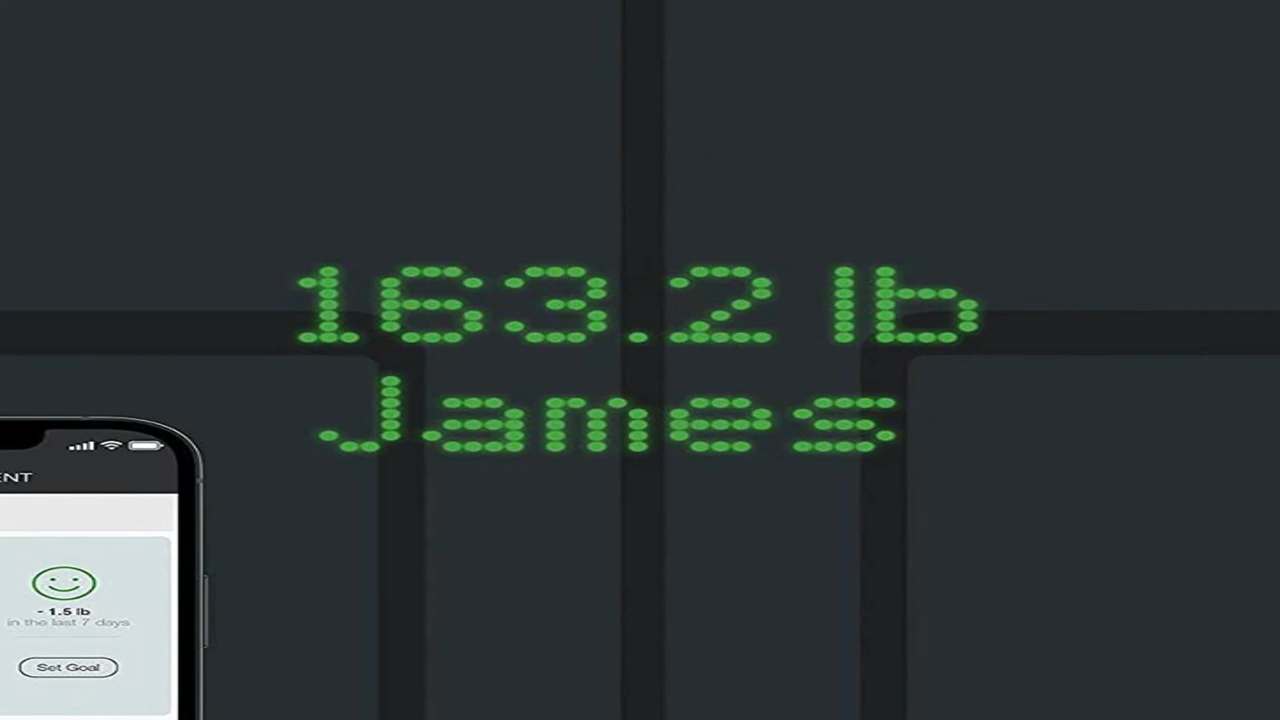 163.2 lb
James
ENT
- 1.5 lb
in the last 7 days
Set Goal